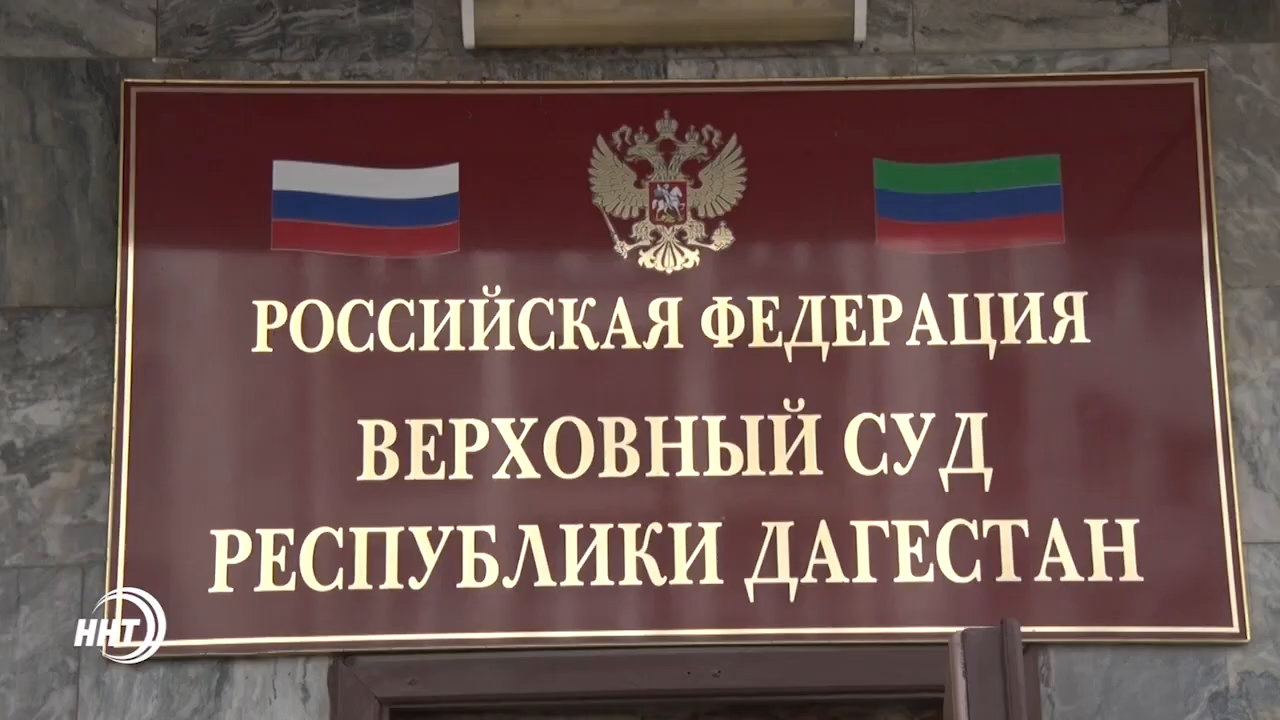 РОССИЙСКАЯ ФЕДЕРАЦИЯ
ВЕРХОВНЫЙ СУД
РЕСПУБЛИКИ ДАГЕСТАН
ННТ